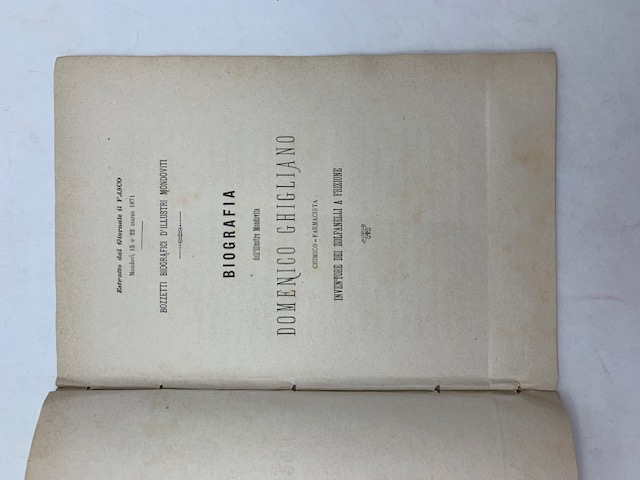 Estratto dal Giornale il VASCO
Mondovì, 15 e 22 marzo 1871
BOZZETTI BIOGRAFICI D'ILLUSTRI MONDOVITI
BIOGRAFIA
dell'illustre Mondovita
DOMENICO GHIGLIANO
CHIMICO-FARMACISTA
INVENTORE DEI ZOLFANELLI A FRIZIONE